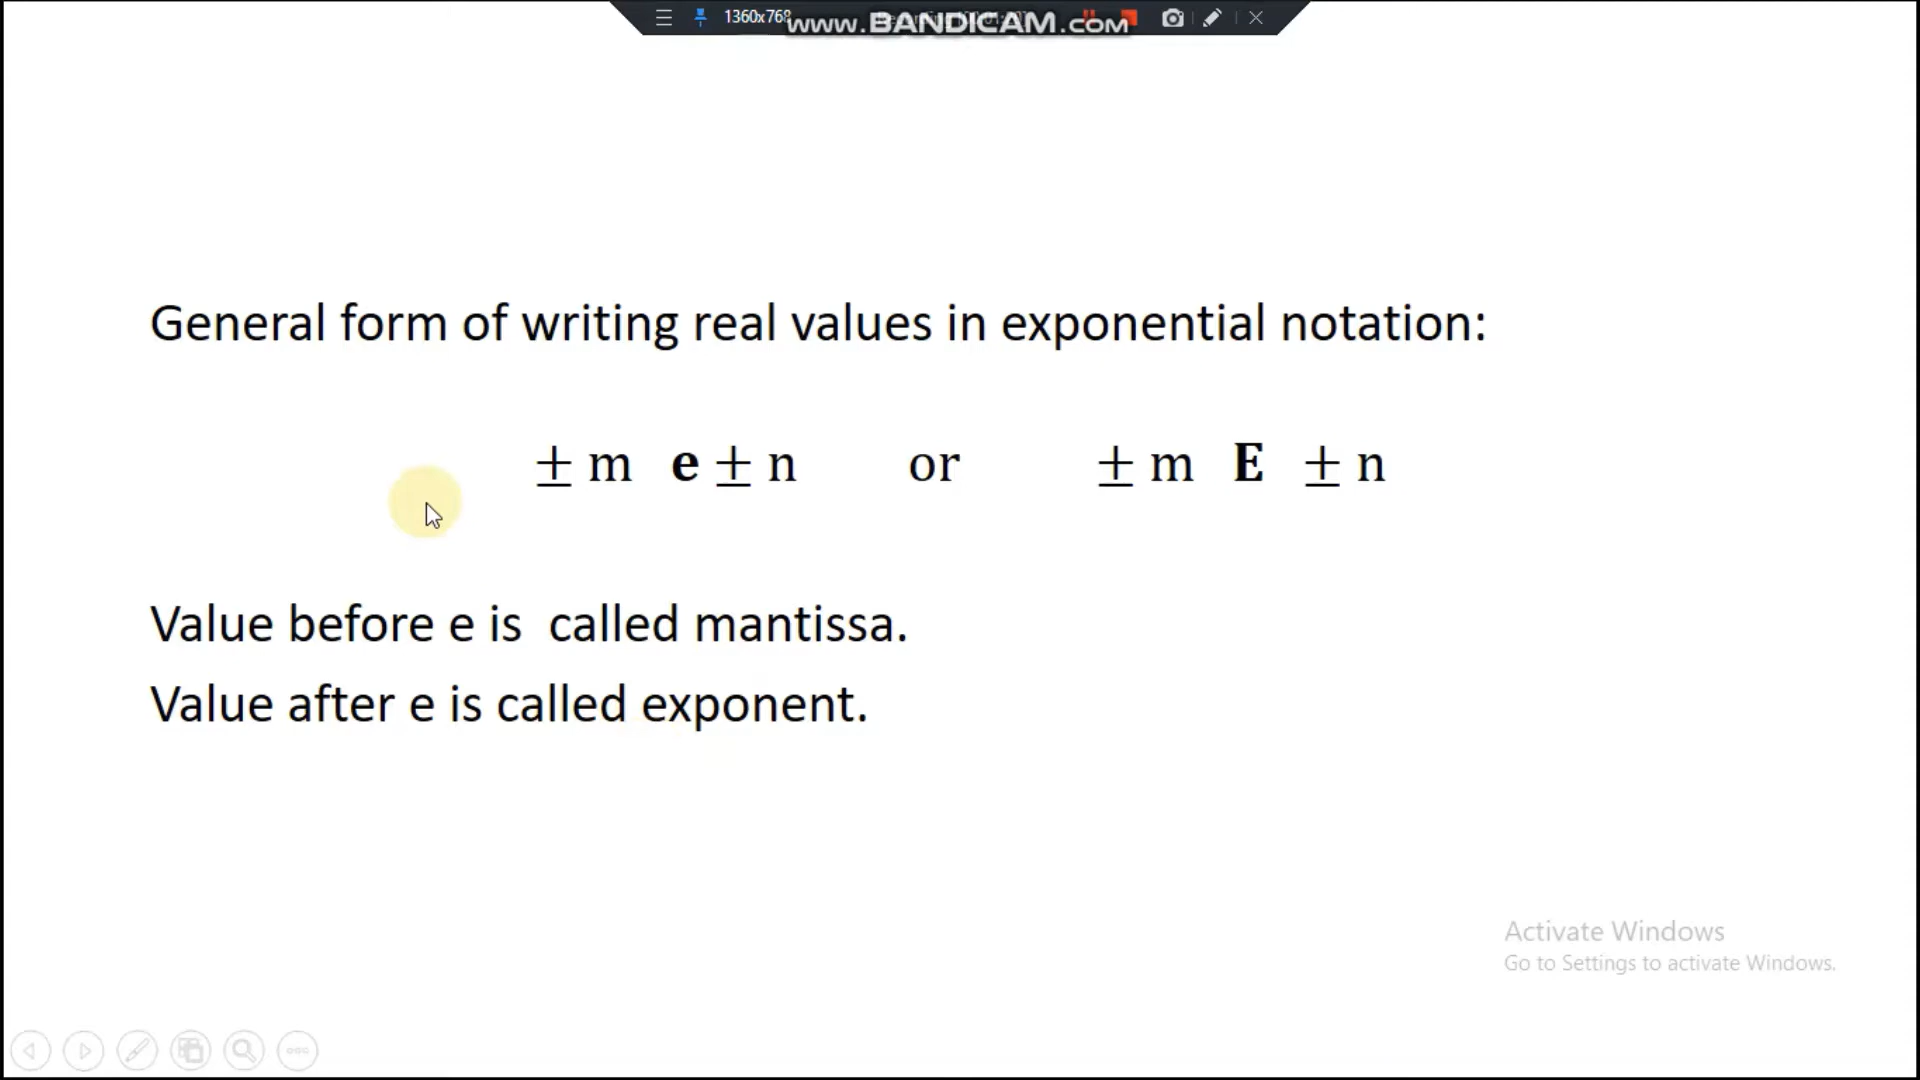 1360x768
www.BANDICAM.com
General form of writing real values in exponential notation:
± m e ± n or ± m E ± n
Value before e is called mantissa.
Value after e is called exponent.
Activate Windows
Go to Settings to activate Windows.